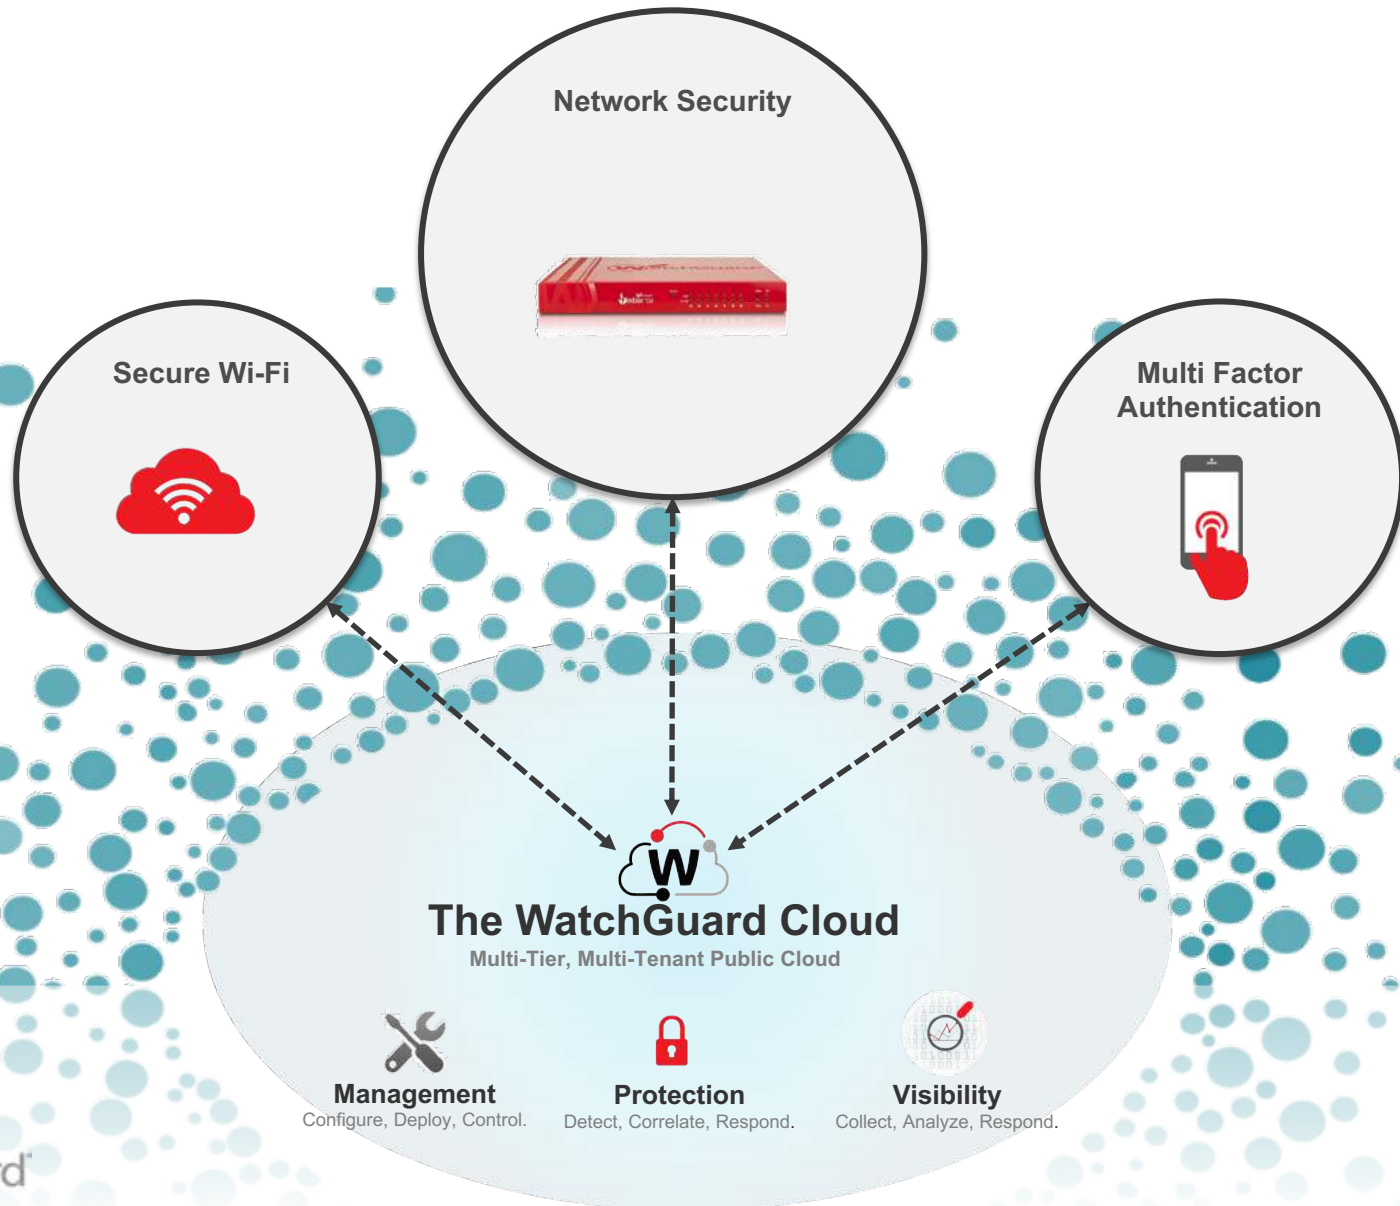 Network Security
Secure Wi-Fi
Multi Factor
Authentication
W
The WatchGuard Cloud
Multi-Tier, Multi-Tenant Public Cloud
Management
Configure, Deploy, Control.
Protection
Detect, Correlate, Respond.
Visibility
Collect, Analyze, Respond.